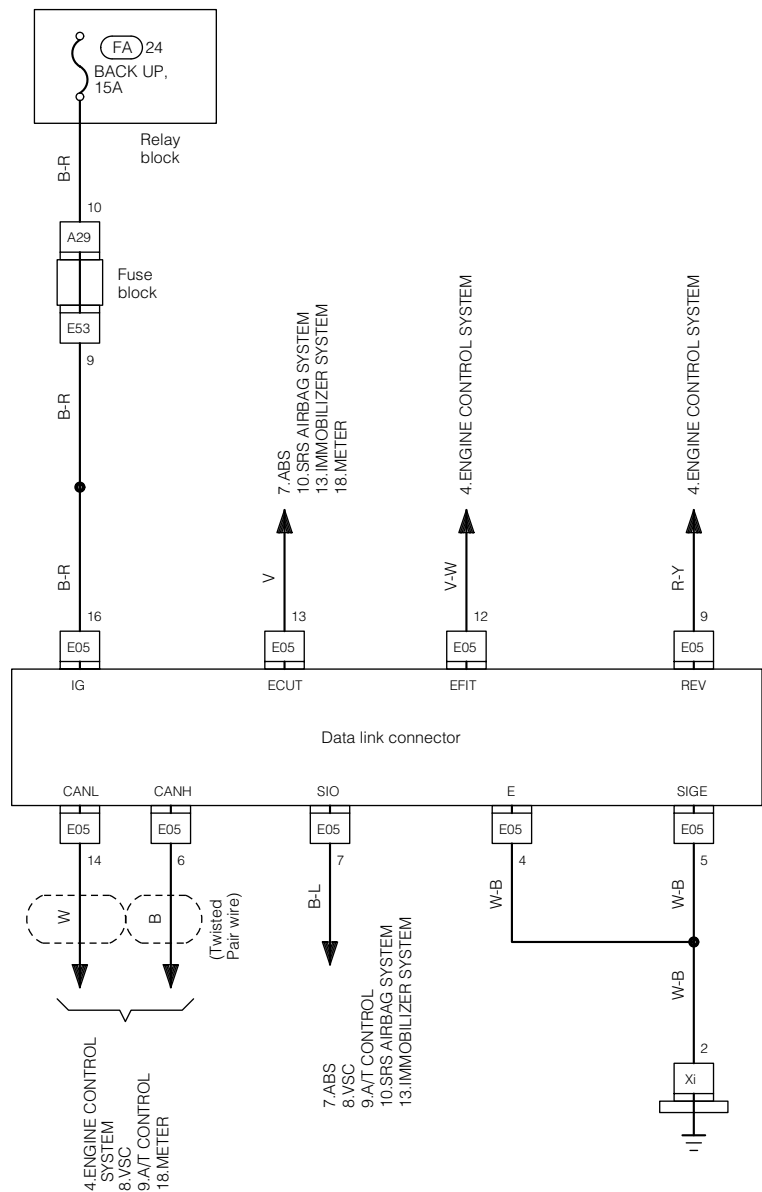 FA 24
BACK UP,
15A
Relay
block
B-R
10
A29
Fuse
block
E53
9
B-R
B-R
7.ABS
10.SRS AIRBAG SYSTEM
13.IMMOBILIZER SYSTEM
18.METER
4.ENGINE CONTROL SYSTEM
4.ENGINE CONTROL SYSTEM
V
V-W
R-Y
16
13
12
9
E05
E05
E05
E05
IG
ECUT
EFIT
REV
Data link connector
CANL
CANH
SIO
E
SIGE
E05
E05
E05
E05
E05
14
6
7
4
5
W
B
(Twisted
Pair wire)
B-L
W-B
W-B
W-B
4.ENGINE CONTROL
SYSTEM
8.VSC
9.A/T CONTROL
18.METER
7.ABS
8.VSC
9.A/T CONTROL
10.SRS AIRBAG SYSTEM
13.IMMOBILIZER SYSTEM
2
Xi